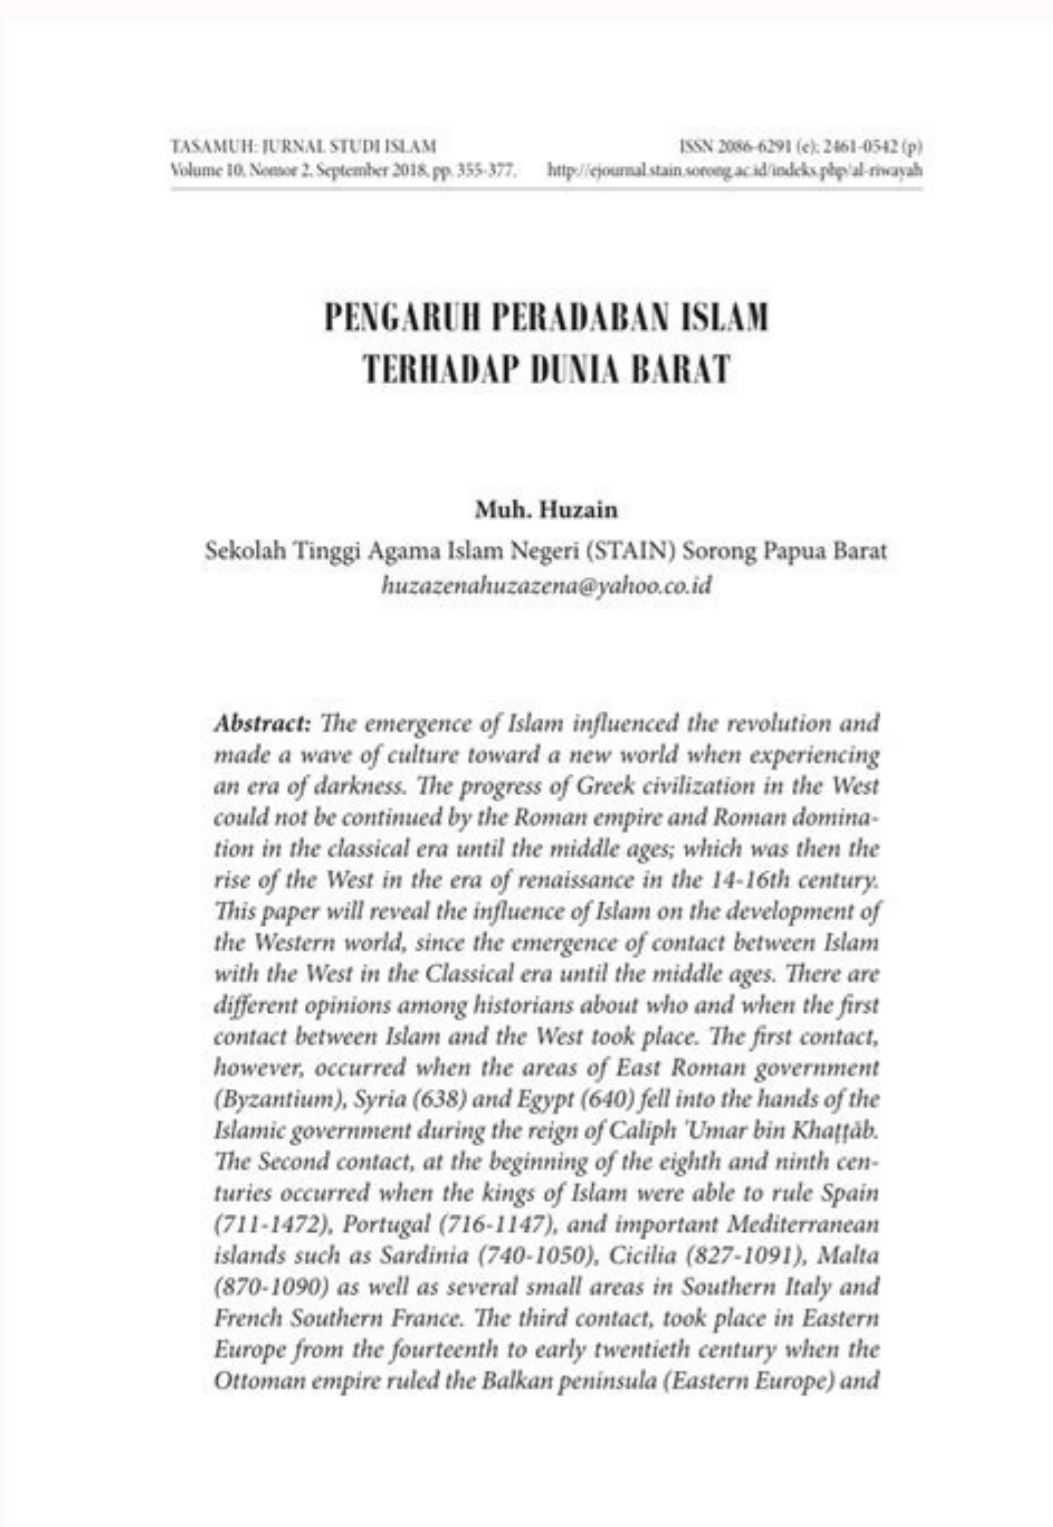 TASAMUH: JURNAL STUDI ISLAM ISSN 2086-6291 (e); 2461-0542 (p)
Volume 10, Nomor 2, September 2018, pp. 355-377. http://ejournal.stain.sorong.ac.id/indeks.php/al-riwayah
PENGARUH PERADABAN ISLAM
TERHADAP DUNIA BARAT
Muh. Huzain
Sekolah Tinggi Agama Islam Negeri (STAIN) Sorong Papua Barat
huzazenahuzazena@yahoo.co.id
Abstract: The emergence of Islam influenced the revolution and
made a wave of culture toward a new world when experiencing
an era of darkness. The progress of Greek civilization in the West
could not be continued by the Roman empire and Roman domina-
tion in the classical era until the middle ages; which was then the
rise of the West in the era of renaissance in the 14-16th century.
This paper will reveal the influence of Islam on the development of
the Western world, since the emergence of contact between Islam
with the West in the Classical era until the middle ages. There are
different opinions among historians about who and when the first
contact between Islam and the West took place. The first contact,
however, occurred when the areas of East Roman government
(Byzantium), Syria (638) and Egypt (640) fell into the hands of the
Islamic government during the reign of Caliph 'Umar bin Khaṭṭāb.
The Second contact, at the beginning of the eighth and ninth cen-
turies occurred when the kings of Islam were able to rule Spain
(711-1472), Portugal (716-1147), and important Mediterranean
islands such as Sardinia (740-1050), Cicilia (827-1091), Malta
(870-1090) as well as several small areas in Southern Italy and
French Southern France. The third contact, took place in Eastern
Europe from the fourteenth to early twentieth century when the
Ottoman empire ruled the Balkan peninsula (Eastern Europe) and